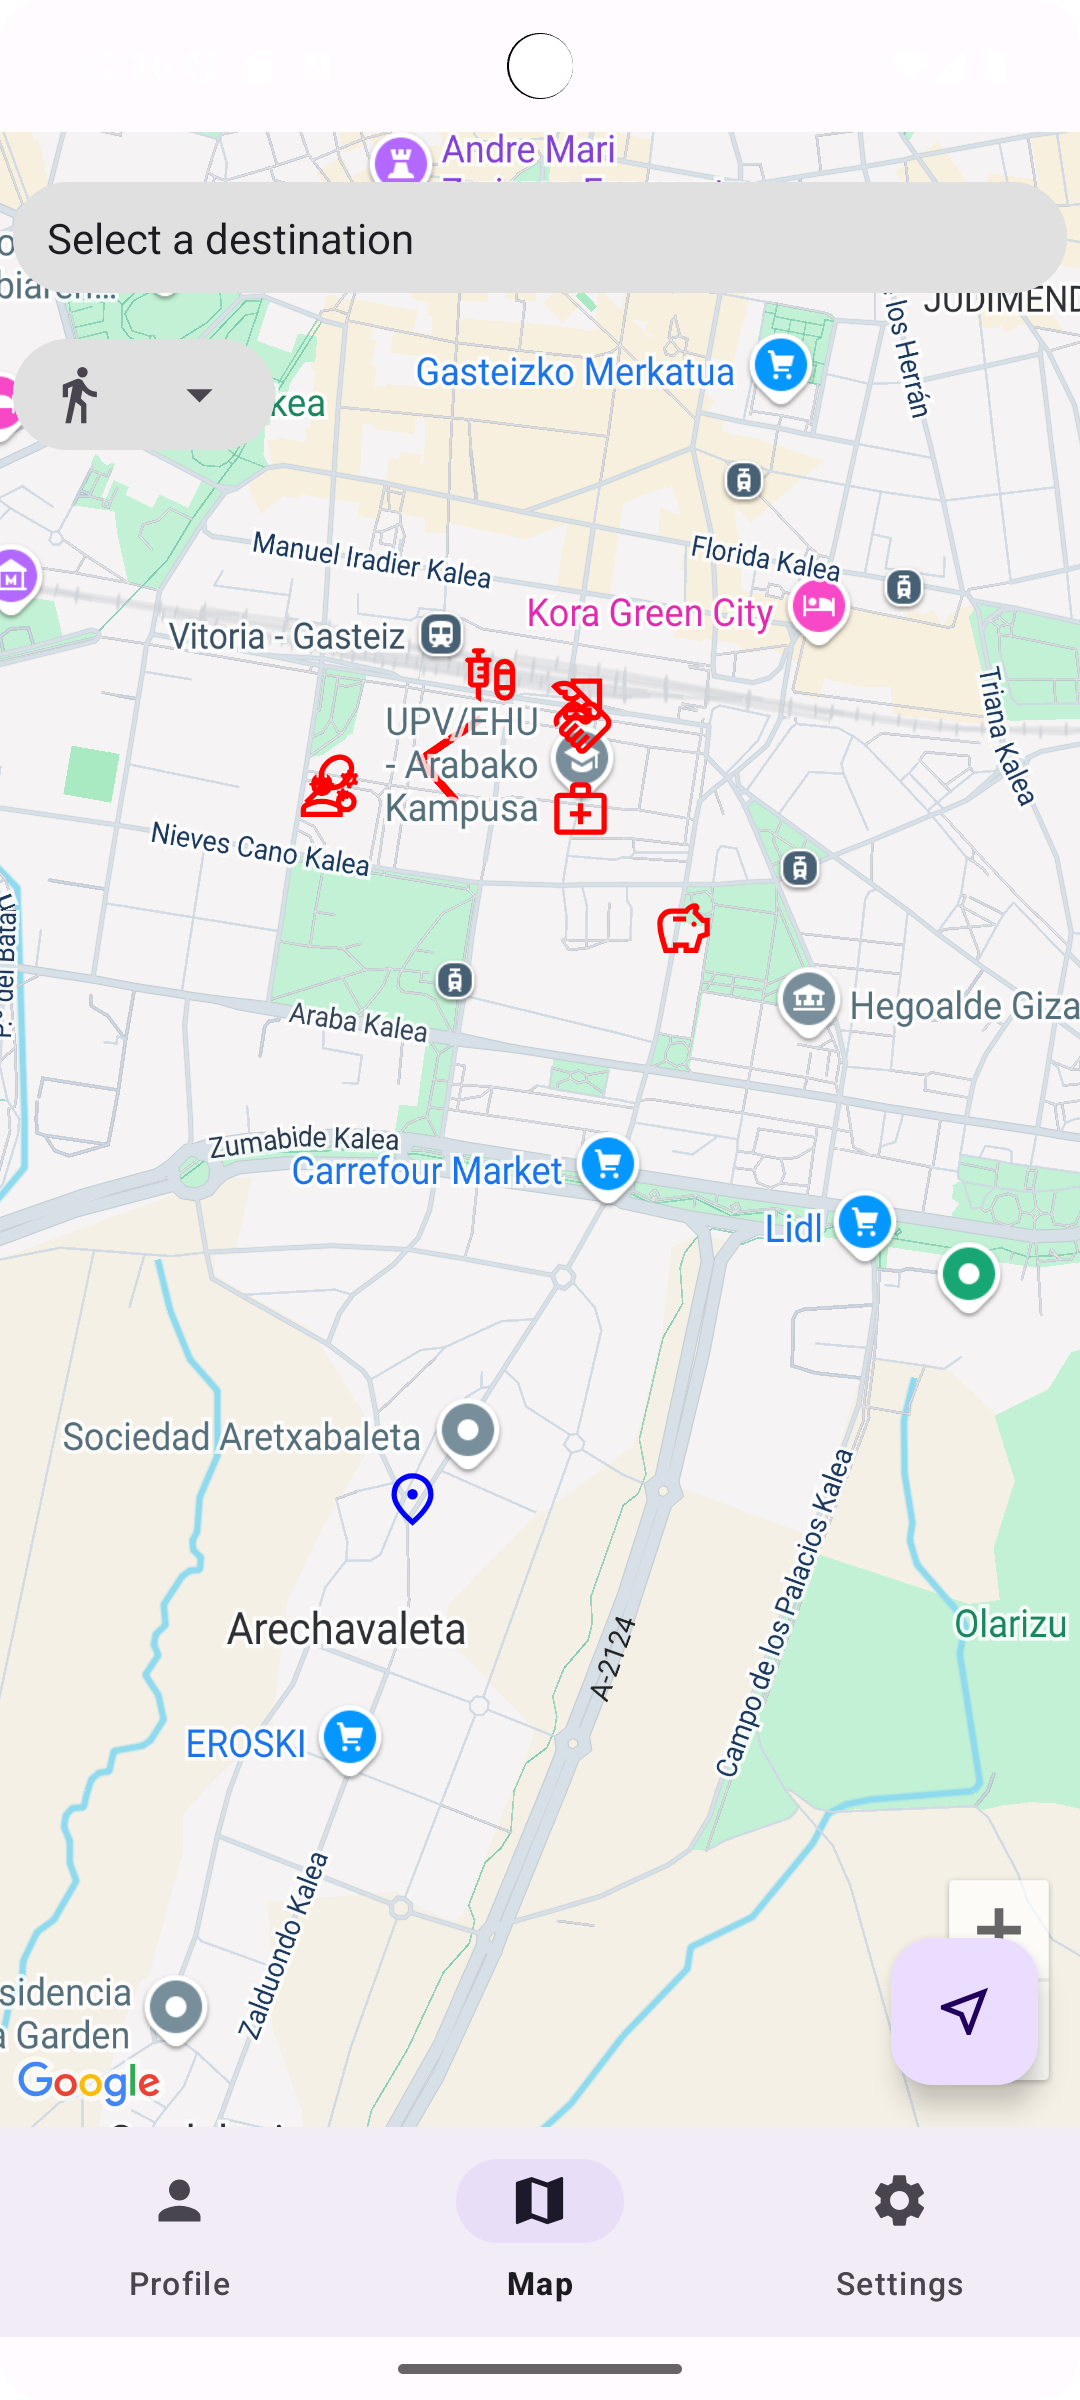 Andre Mari
Select a destination
JUDIMEND
los Herrán
Gasteizko Merkatua
kea
Manuel Iradier Kalea
Florida Kalea
Kora Green City
Vitoria - Gasteiz
Triana Kalea
UPV/EHU
- Arabako
Kampusa
Nieves Cano Kalea
P.º del Batán
Hegoalde Giza
Araba Kalea
Zumabide Kalea
Carrefour Market
Lidl
Sociedad Aretxabaleta
Campo de los Palacios Kalea
Olarizu
Arechavaleta
A-2124
EROSKI
Zalduondo Kalea
sidencia
a Garden
Google
Profile
Map
Settings